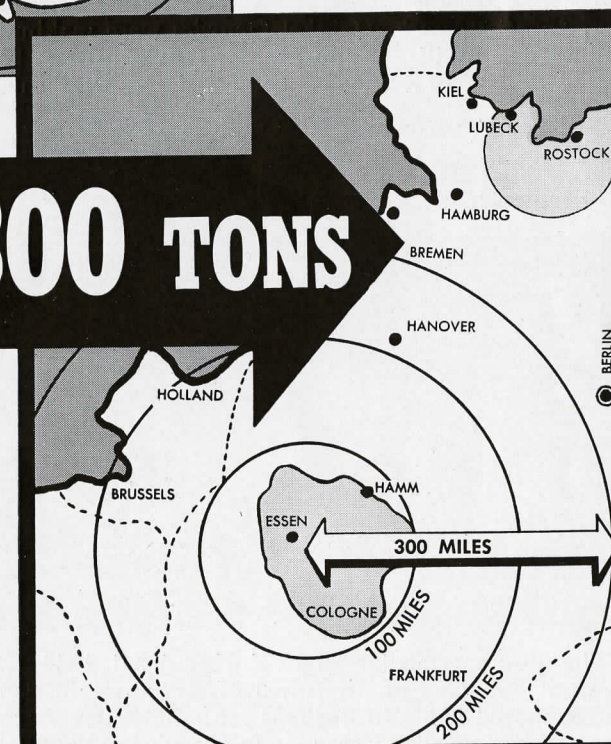 KIEL
LUBECK
ROSTOCK
HAMBURG
TONS
BREMEN
HANOVER
BERLIN
HOLLAND
BRUSSELS
HAMM
ESSEN
300 MILES
COLOGNE
100 MILES
FRANKFURT
200 MILES